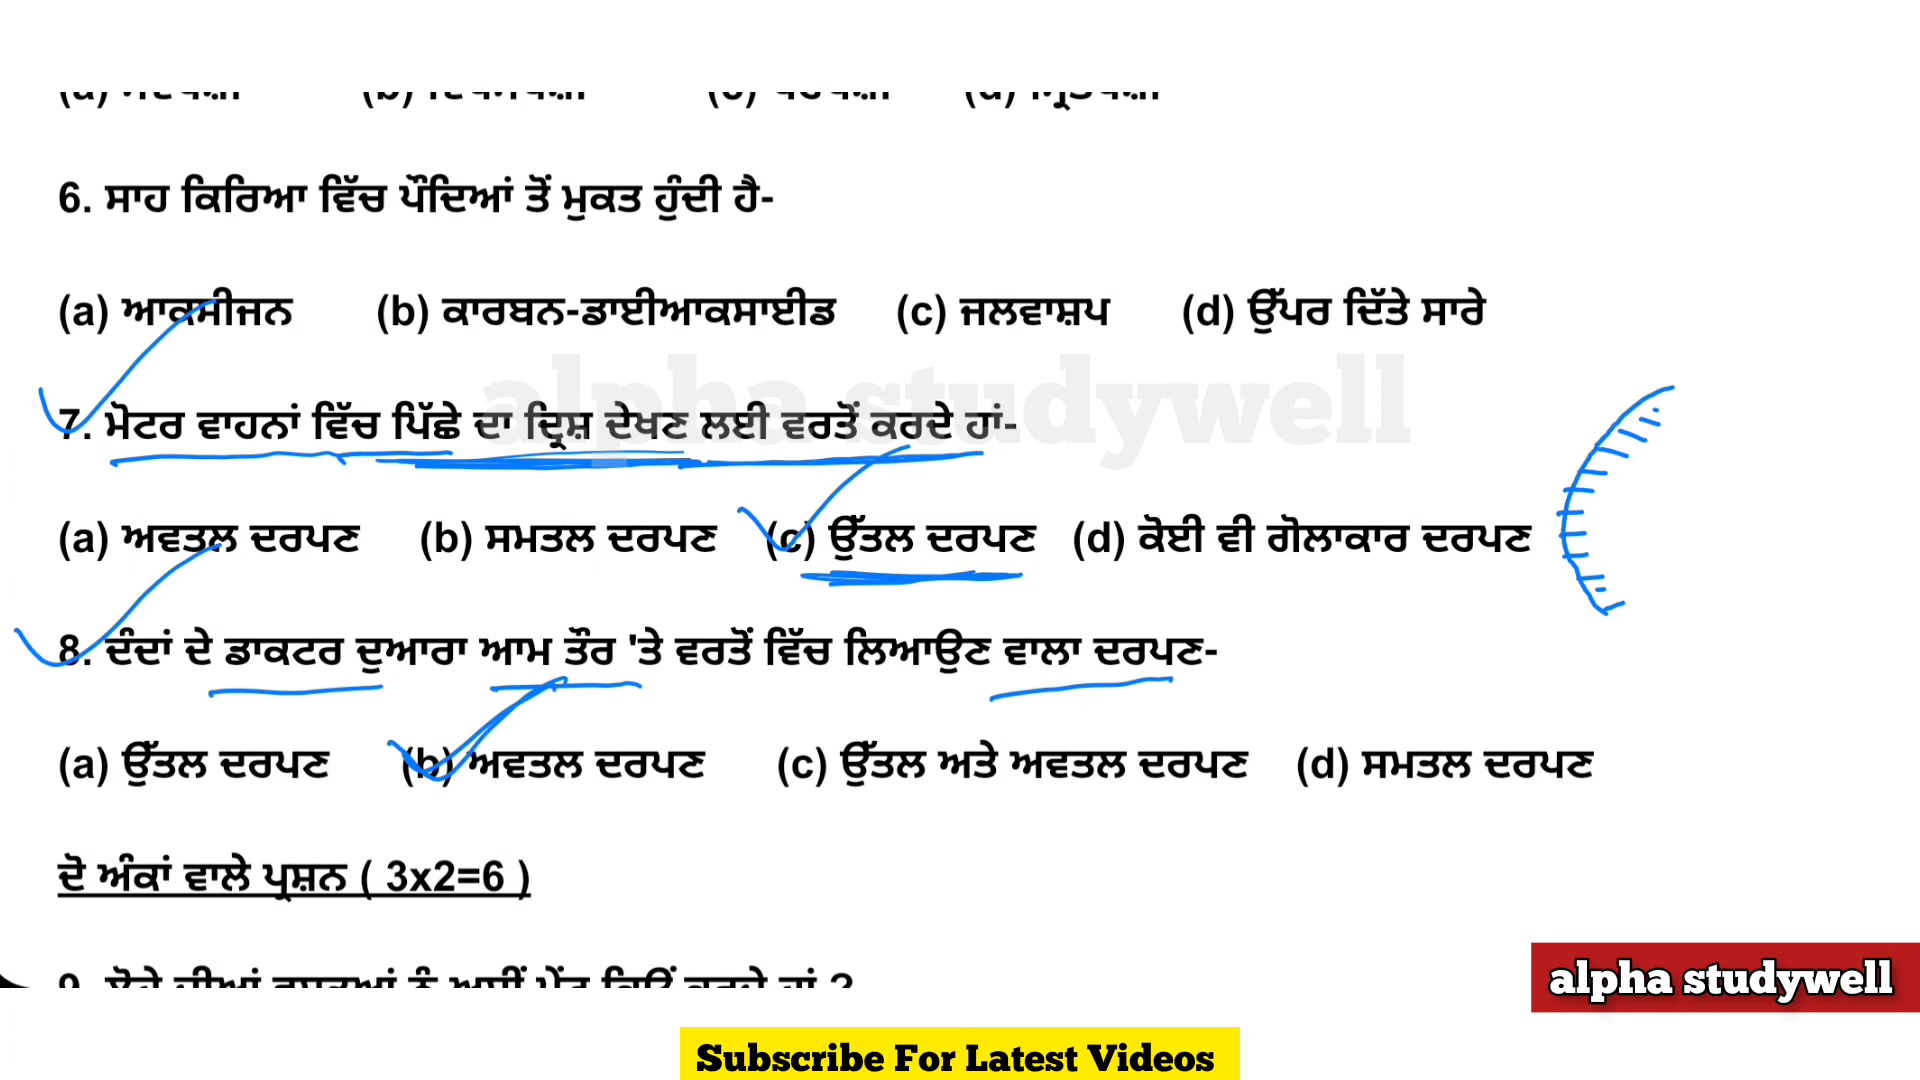 6. ਸਾਹ ਕਿਰਿਆ ਵਿੱਚ ਪੌਦਿਆਂ ਤੋਂ ਮੁਕਤ ਹੁੰਦੀ ਹੈ-
(a) ਆਕਸੀਜਨ (b) ਕਾਰਬਨ-ਡਾਈਆਕਸਾਈਡ (c) ਜਲਵਾਸ਼ਪ (d) ਉੱਪਰ ਦਿੱਤੇ ਸਾਰੇ
alpha studywell
7. ਮੋਟਰ ਵਾਹਨਾਂ ਵਿੱਚ ਪਿੱਛੇ ਦਾ ਦ੍ਰਿਸ਼ ਦੇਖਣ ਲਈ ਵਰਤੋਂ ਕਰਦੇ ਹਾਂ-
(a) ਅਵਤਲ ਦਰਪਣ (b) ਸਮਤਲ ਦਰਪਣ (c) ਉੱਤਲ ਦਰਪਣ (d) ਕੋਈ ਵੀ ਗੋਲਾਕਾਰ ਦਰਪਣ
8. ਦੰਦਾਂ ਦੇ ਡਾਕਟਰ ਦੁਆਰਾ ਆਮ ਤੌਰ 'ਤੇ ਵਰਤੋਂ ਵਿੱਚ ਲਿਆਉਣ ਵਾਲਾ ਦਰਪਣ-
(a) ਉੱਤਲ ਦਰਪਣ (b) ਅਵਤਲ ਦਰਪਣ (c) ਉੱਤਲ ਅਤੇ ਅਵਤਲ ਦਰਪਣ (d) ਸਮਤਲ ਦਰਪਣ
ਦੋ ਅੰਕਾਂ ਵਾਲੇ ਪ੍ਰਸ਼ਨ ( 3x2=6 )
alpha studywell
Subscribe For Latest Videos